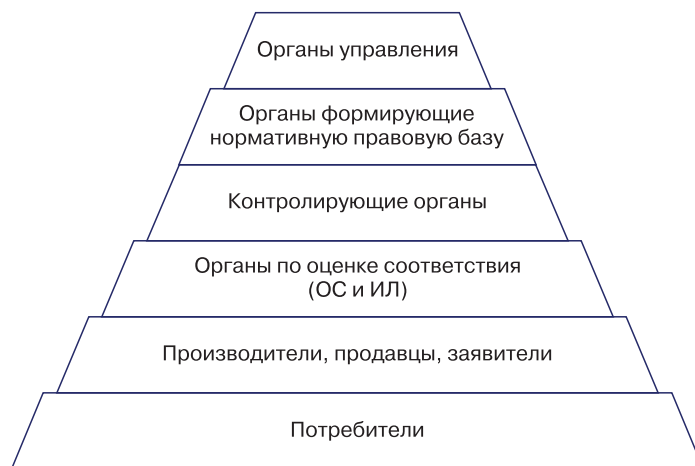 Органы управления
Органы формирующие
нормативную правовую базу
Контролирующие органы
Органы по оценке соответствия
(ОС и ИЛ)
Производители, продавцы, заявители
Потребители